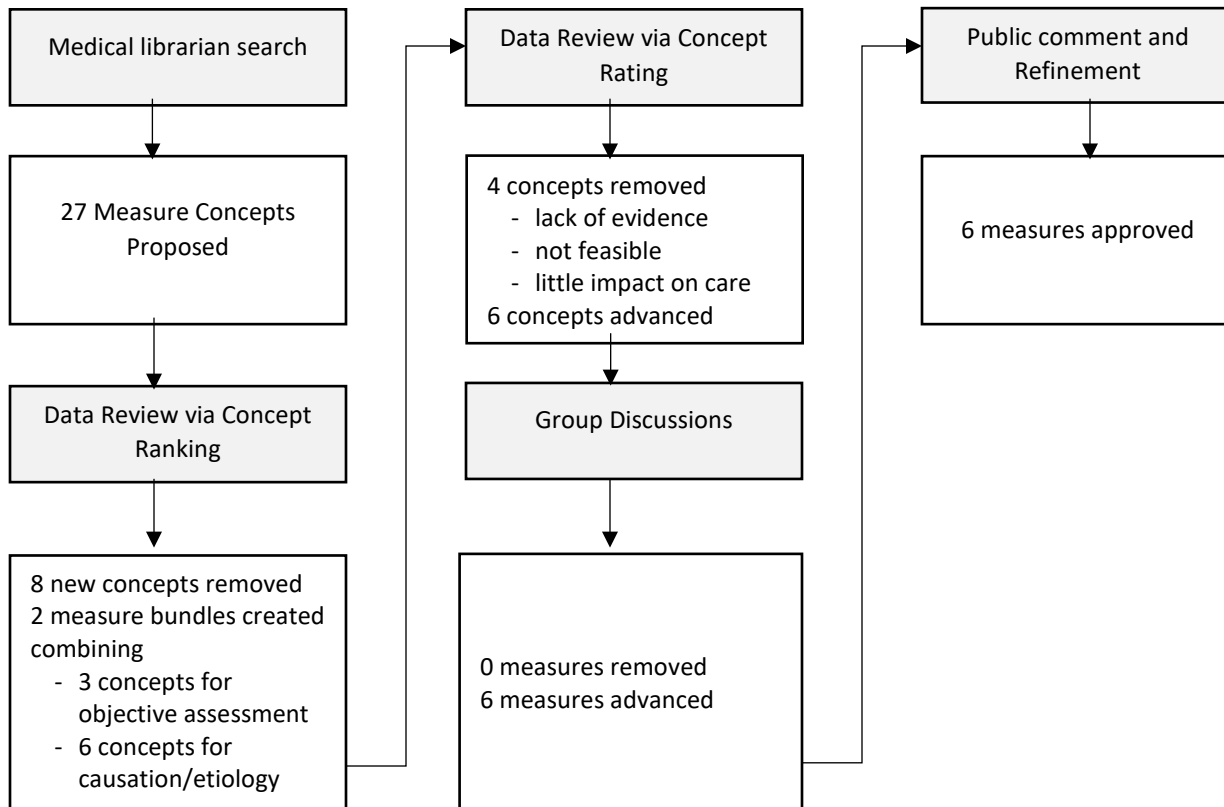 Medical librarian search
27 Measure Concepts
Proposed
Data Review via Concept
Ranking
8 new concepts removed
2 measure bundles created
combining
- 3 concepts for
objective assessment
- 6 concepts for
causation/etiology
Data Review via Concept
Rating
4 concepts removed
- lack of evidence
- not feasible
- little impact on care
6 concepts advanced
Group Discussions
0 measures removed
6 measures advanced
Public comment and
Refinement
6 measures approved